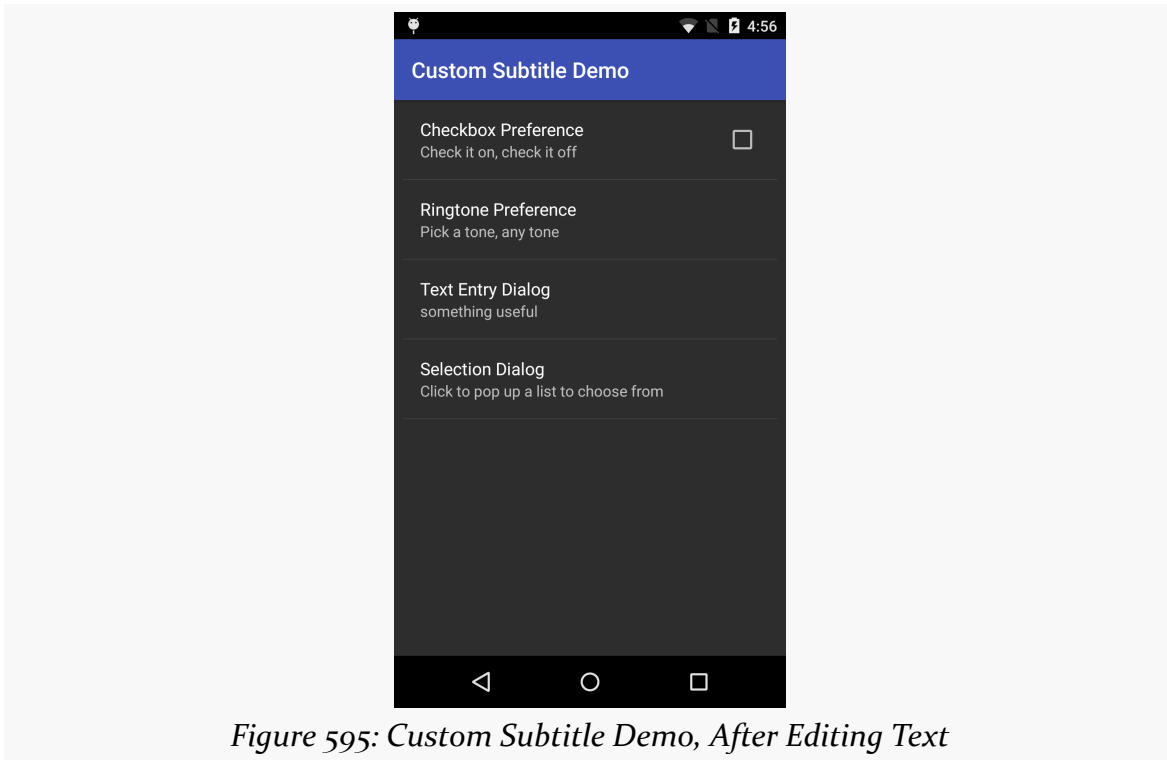 4:56
Custom Subtitle Demo
Checkbox Preference
Check it on, check it off
Ringtone Preference
Pick a tone, any tone
Text Entry Dialog
something useful
Selection Dialog
Click to pop up a list to choose from
Figure 595: Custom Subtitle Demo, After Editing Text